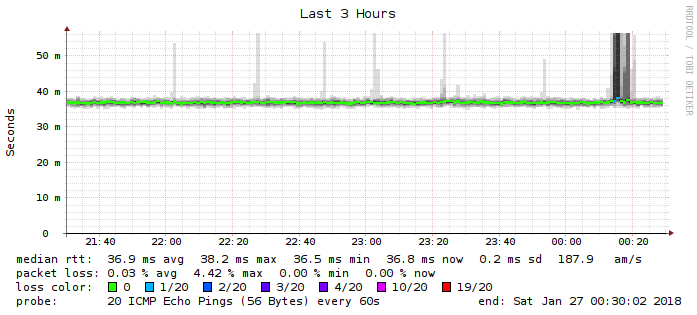 Last 3 Hours
RRDTOOL / TOBI OETIKER
Seconds
50 m
40 m
30 m
20 m
10 m
0
21:40 22:00 22:20 22:40 23:00 23:20 23:40 00:00 00:20
median rtt: 36.9 ms avg 38.2 ms max 36.5 ms min 36.8 ms now 0.2 ms sd 187.9 am/s
packet loss: 0.03 % avg 4.42 % max 0.00 % min 0.00 % now
loss color: 0 1/20 2/20 3/20 4/20 10/20 19/20
probe: 20 ICMP Echo Pings (56 Bytes) every 60s end: Sat Jan 27 00:30:02 2018